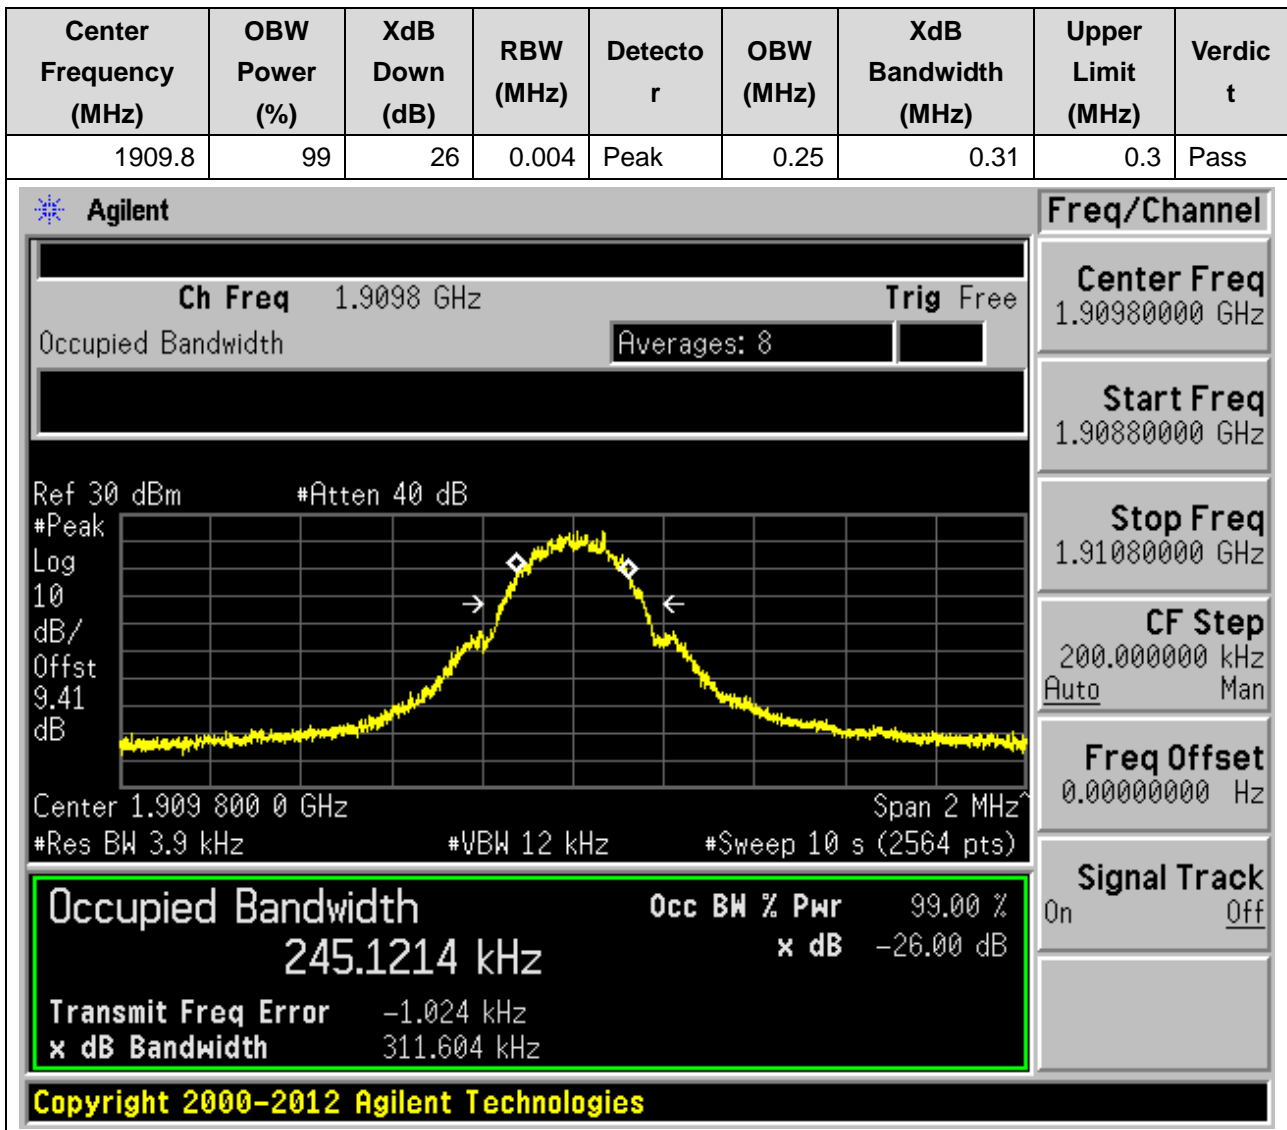 Center Frequency (MHz) OBW Power (%) XdB Down (dB) RBW (MHz) Detecto r OBW (MHz) XdB Bandwidth (MHz) Upper Limit (MHz) Verdic t
1909.8 99 26 0.004 Peak 0.25 0.31 0.3 Pass
Agilent
Freq/Channel
Ch Freq 1.9098 GHz Trig Free
Occupied Bandwidth Averages: 8
Ref 30 dBm #Atten 40 dB
#Peak
Log
10
dB/
Offst
9.41
dB
Center 1.909 800 0 GHz Span 2 MHz^
#Res BW 3.9 kHz #VBW 12 kHz #Sweep 10 s (2564 pts)
Occupied Bandwidth
245.1214 kHz
Occ BW % Pwr 99.00 %
x dB -26.00 dB
Transmit Freq Error -1.024 kHz
x dB Bandwidth 311.604 kHz
Center Freq
1.90980000 GHz
Start Freq
1.90880000 GHz
Stop Freq
1.91080000 GHz
CF Step
200.000000 kHz
Auto Man
Freq Offset
0.00000000 Hz
Signal Track
On Off
Copyright 2000-2012 Agilent Technologies